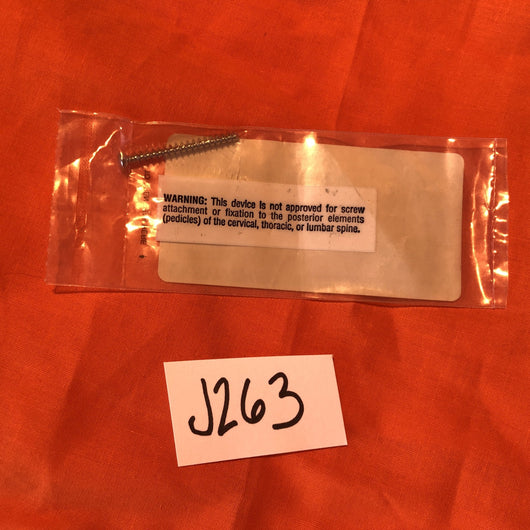 WARNING: This device is not approved for screw
attachment or fixation to the posterior elements
(pedicles) of the cervical, thoracic, or lumbar spine.
J263